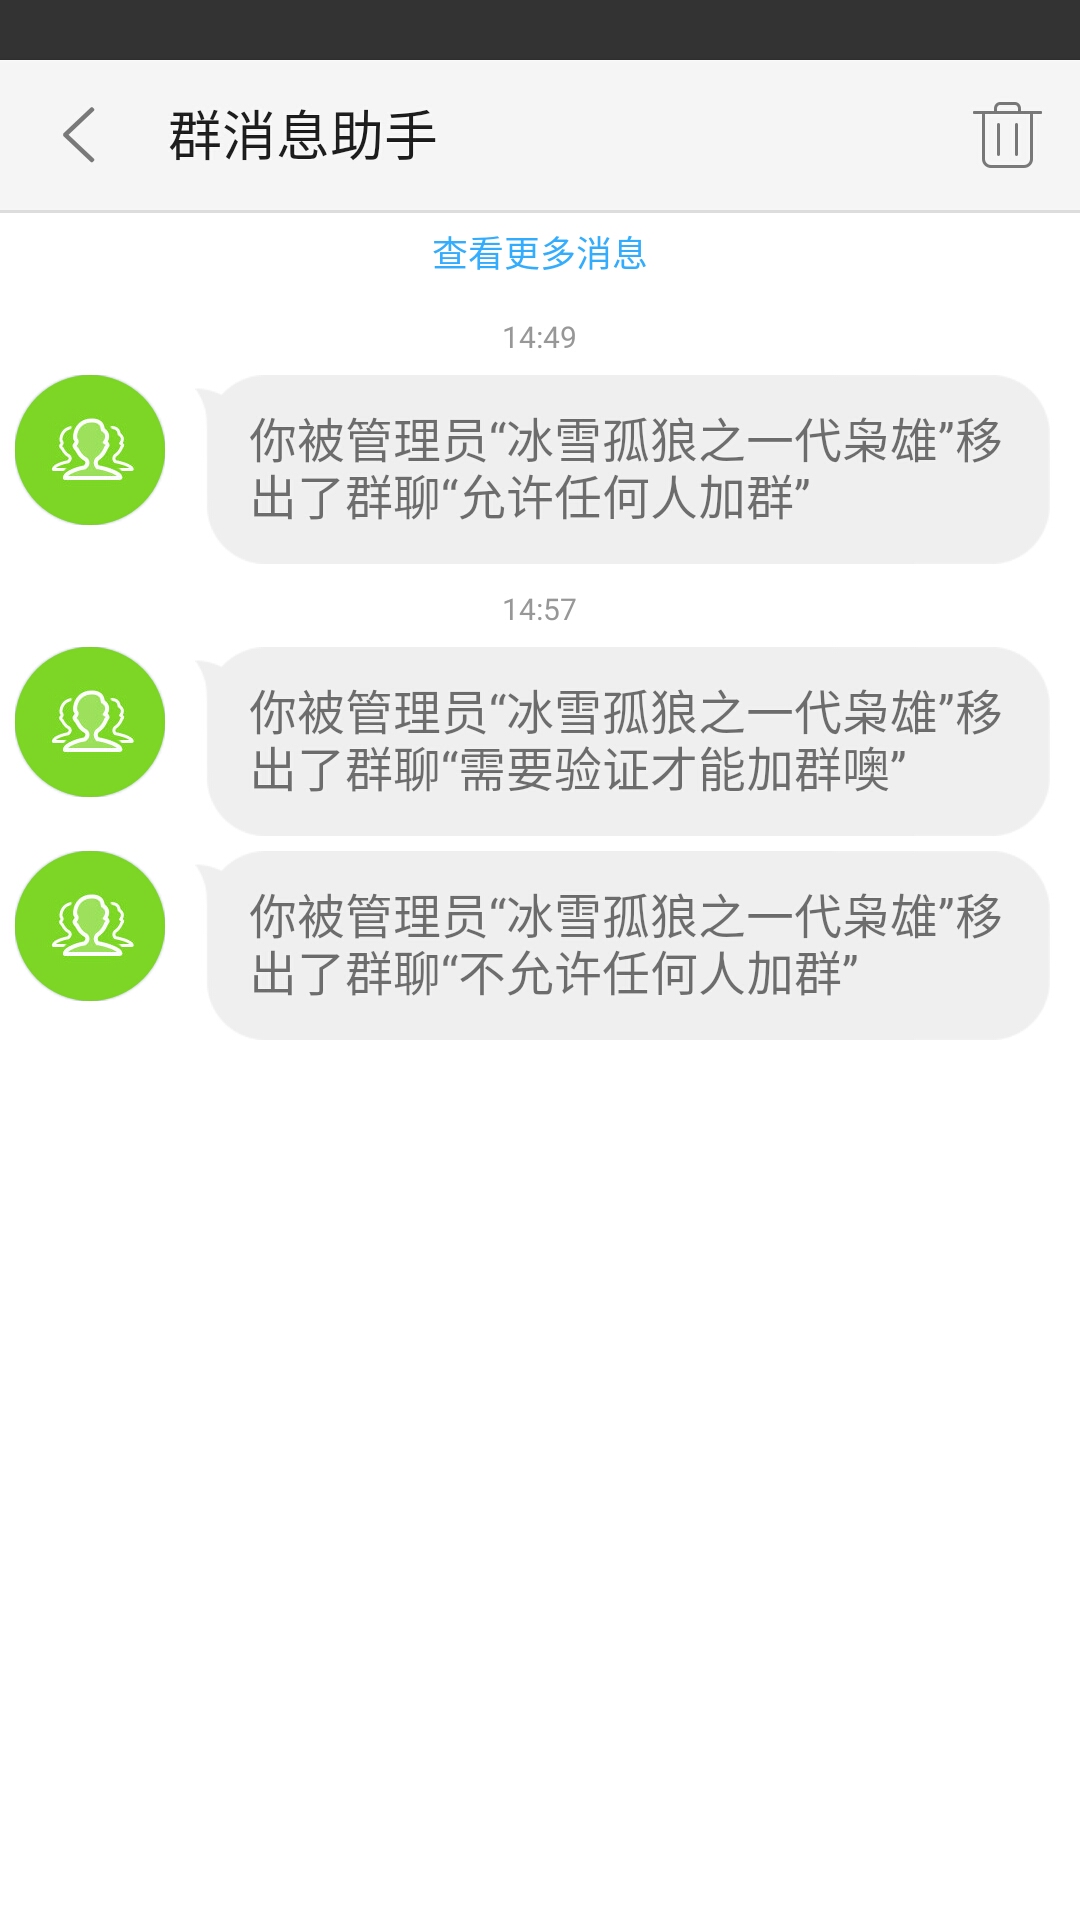 群消息助手
查看更多消息
14:49
你被管理员“冰雪孤狼之一代枭雄”移
出了群聊“允许任何人加群”
14:57
你被管理员“冰雪孤狼之一代枭雄”移
出了群聊“需要验证才能加群噢”
你被管理员“冰雪孤狼之一代枭雄”移
出了群聊“不允许任何人加群”